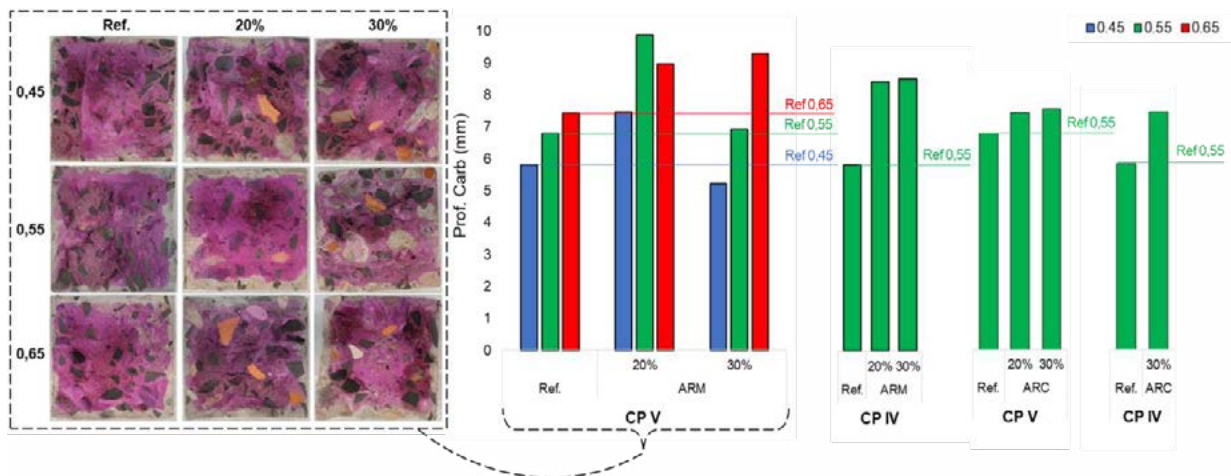 Ref. 20% 30%
0,45
0,55
0,65
0.45 0.55 0.65
Prof. Carb (mm)
10
9
8
7
6
5
4
3
2
1
0
Ref 0,65
Ref 0,55
Ref 0,45
Ref 0,55
Ref 0,55
Ref 0,55
20% 30%
Ref. ARM
CP V
20% 30%
Ref. ARM
CP IV
20% 30%
Ref. ARC
CP V
30%
Ref. ARC
CP IV